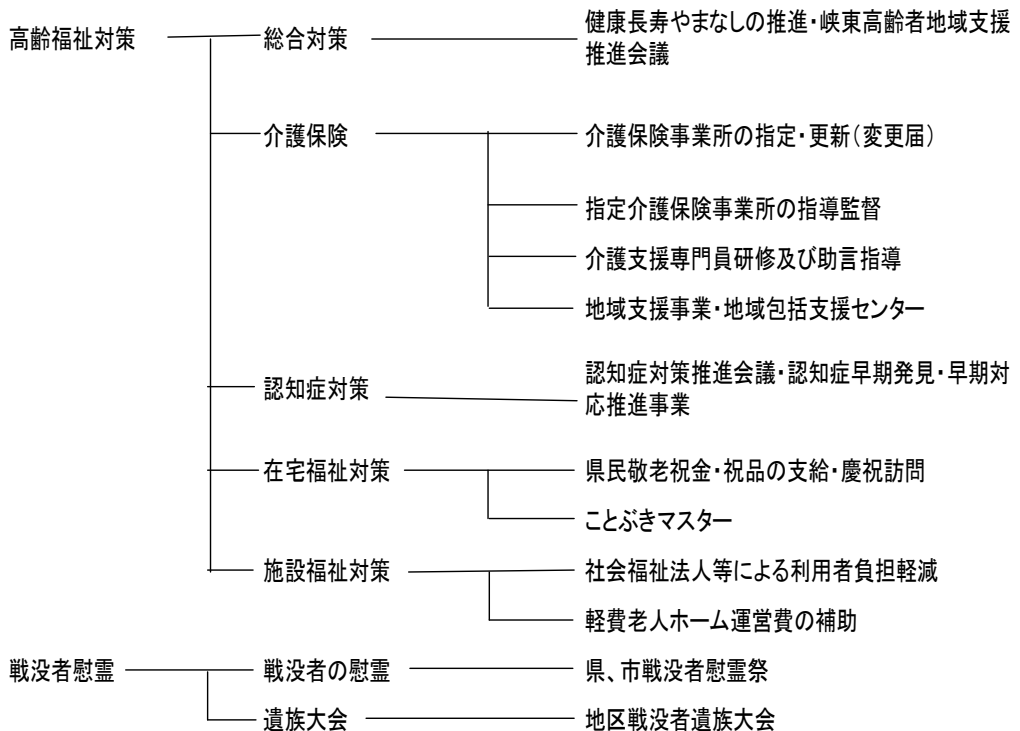 高齢福祉対策
総合対策
健康長寿やまなしの推進・峡東高齢者地域支援
推進会議
介護保険
介護保険事業所の指定・更新（変更届）
指定介護保険事業所の指導監督
介護支援専門員研修及び助言指導
地域支援事業・地域包括支援センター
認知症対策
認知症対策推進会議・認知症早期発見・早期対
応推進事業
在宅福祉対策
県民敬老祝金・祝品の支給・慶祝訪問
ことぶきマスター
施設福祉対策
社会福祉法人等による利用者負担軽減
軽費老人ホーム運営費の補助
戦没者慰霊
戦没者の慰霊
県、市戦没者慰霊祭
遺族大会
地区戦没者遺族大会